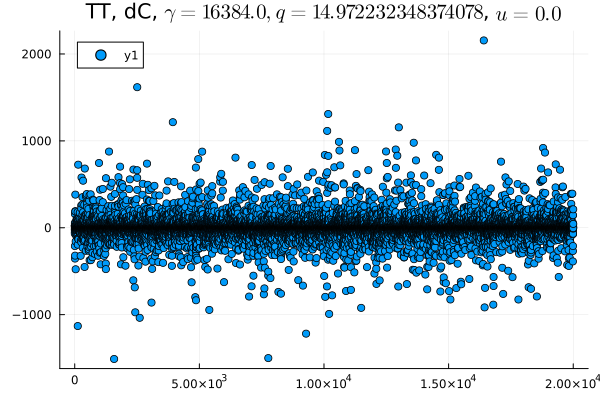 TT, dC, γ = 16384.0, q = 14.972232348374078, u = 0.0
y1
2000
1000
0
−1000
0 5.00×10³ 1.00×10⁴ 1.50×10⁴ 2.00×10⁴